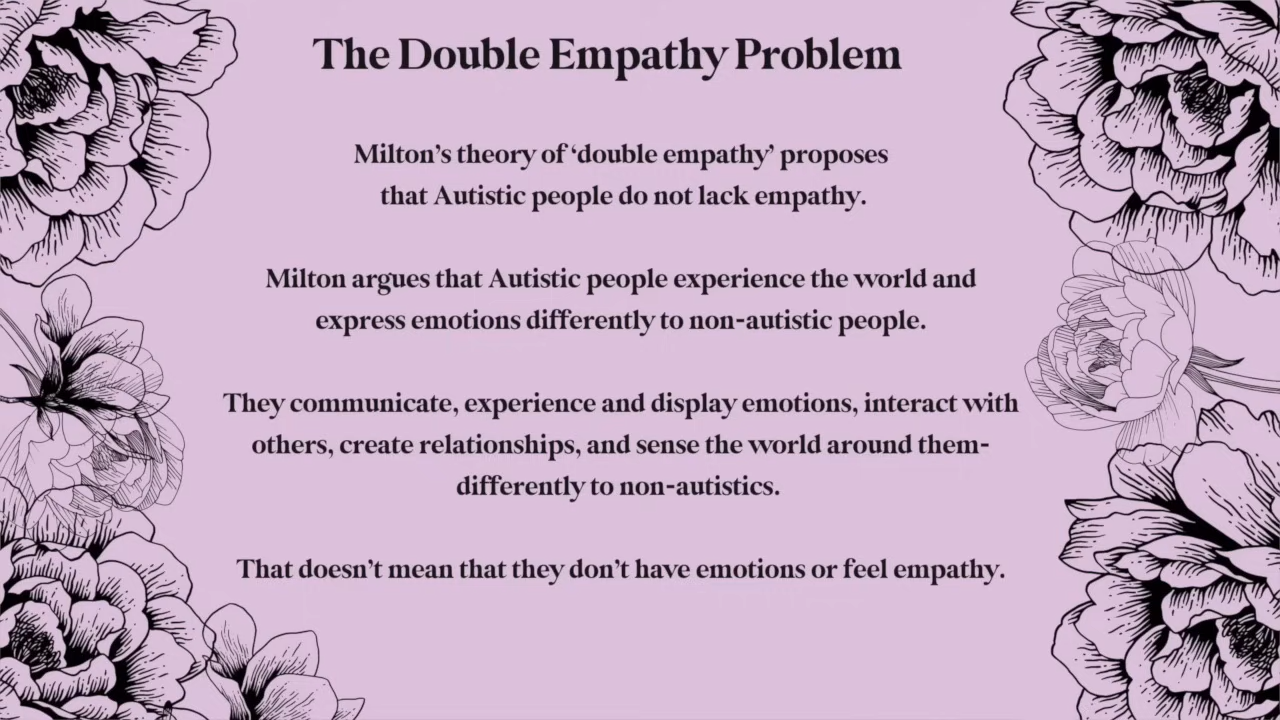 The Double Empathy Problem
Milton’s theory of ‘double empathy’ proposes
that Autistic people do not lack empathy.
Milton argues that Autistic people experience the world and
express emotions differently to non-autistic people.
They communicate, experience and display emotions, interact with
others, create relationships, and sense the world around them-
differently to non-autistics.
That doesn’t mean that they don’t have emotions or feel empathy.